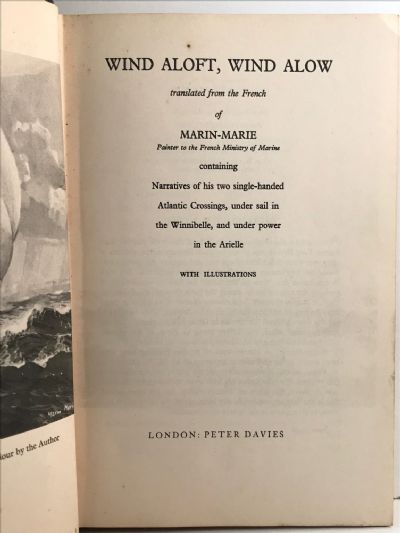 WIND ALOFT, WIND ALOW
translated from the French
of
MARIN-MARIE
Painter to the French Ministry of Marine
containing
Narratives of his two single-handed
Atlantic Crossings, under sail in
the Winnibelle, and under power
in the Arielle
WITH ILLUSTRATIONS
LONDON: PETER DAVIES
by the Author